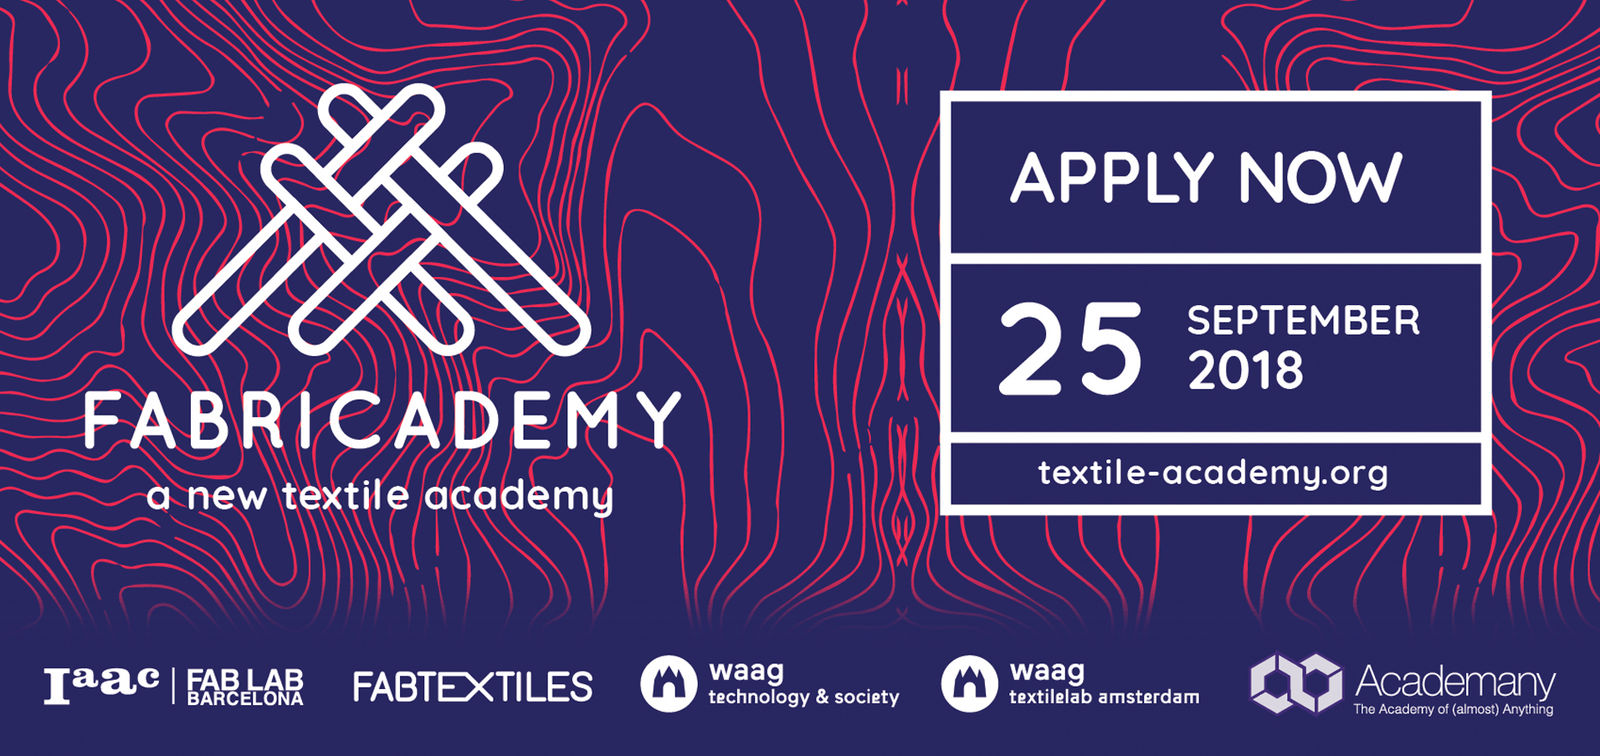 FABRICADEMY
a new textile academy
APPLY NOW
25 SEPTEMBER
2018
textile-academy.org
Iaac | FAB LAB
BARCELONA
FABTEXTILES
waag
technology & society
waag
textilelab amsterdam
Academany
The Academy of (almost) Anything